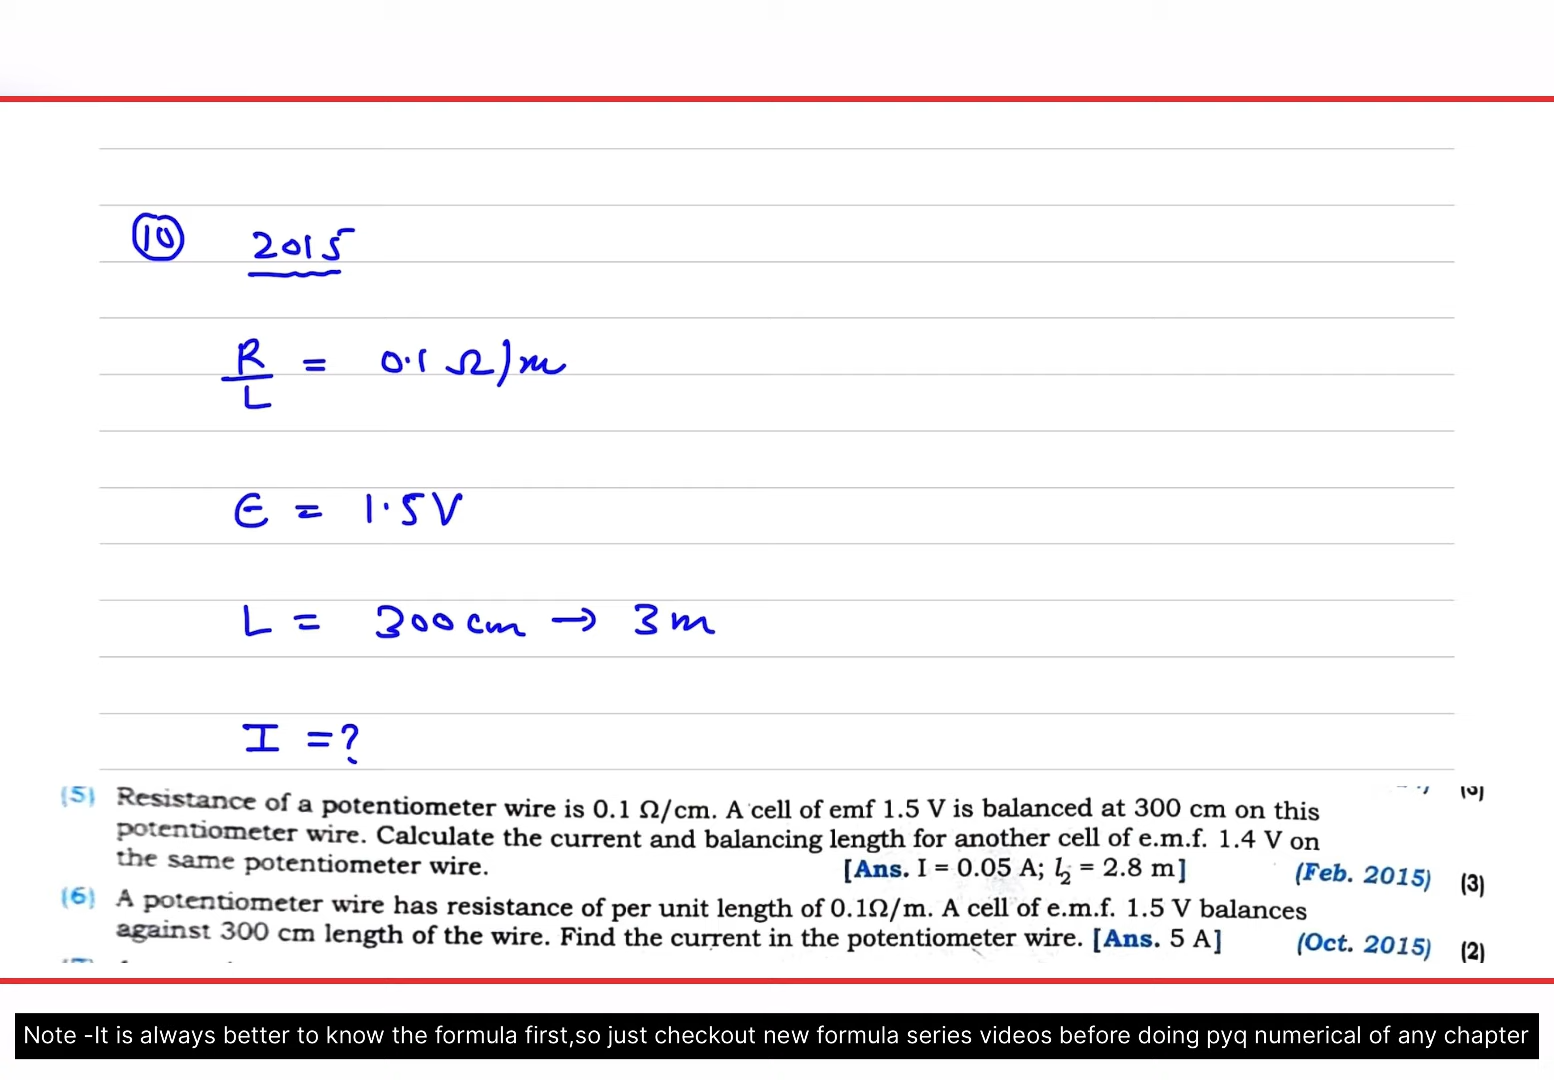 10 2015
R/L = 0.1 Ω/m
E = 1.5V
L = 300 cm → 3 m
I = ?
(5) Resistance of a potentiometer wire is 0.1 Ω/cm. A cell of emf 1.5 V is balanced at 300 cm on this
potentiometer wire. Calculate the current and balancing length for another cell of e.m.f. 1.4 V on
the same potentiometer wire. [Ans. I = 0.05 A; l₂ = 2.8 m] (Feb. 2015) (3)
(6) A potentiometer wire has resistance of per unit length of 0.1Ω/m. A cell of e.m.f. 1.5 V balances
against 300 cm length of the wire. Find the current in the potentiometer wire. [Ans. 5 A] (Oct. 2015) (2)
Note -It is always better to know the formula first,so just checkout new formula series videos before doing pyq numerical of any chapter